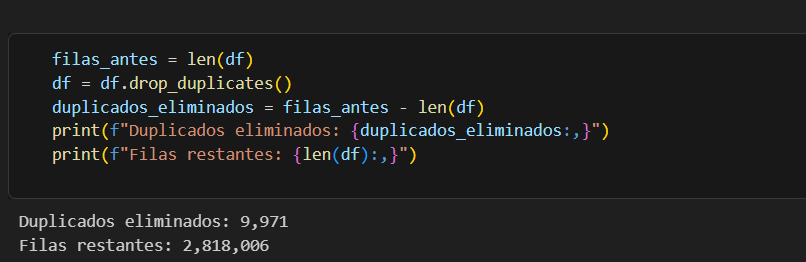 filas_antes = len(df)
df = df.drop_duplicates()
duplicados_eliminados = filas_antes - len(df)
print(f"Duplicados eliminados: {duplicados_eliminados:,}")
print(f"Filas restantes: {len(df):,}")
Duplicados eliminados: 9,971
Filas restantes: 2,818,006